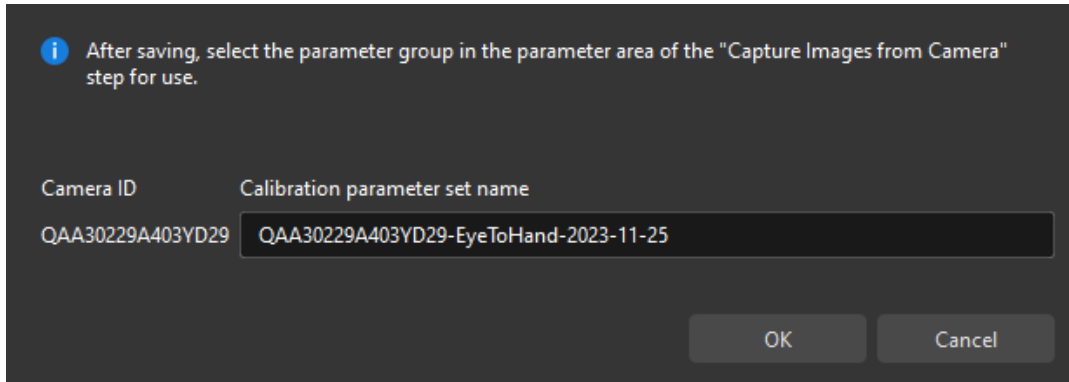 After saving, select the parameter group in the parameter area of the "Capture Images from Camera"
step for use.
Camera ID Calibration parameter set name
QAA30229A403YD29 QAA30229A403YD29-EyeToHand-2023-11-25
OK Cancel